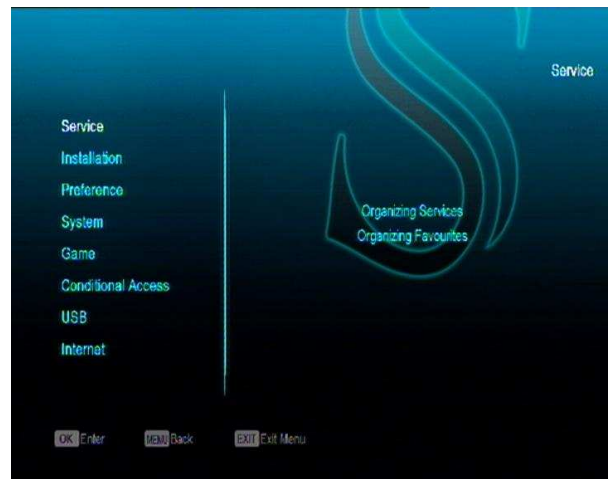 Service
Service
Installation
Preference
System
Game
Conditional Access
USB
Internet
Organizing Services
Organizing Favourites
OK Enter
MENU Back
EXIT Exit Menu